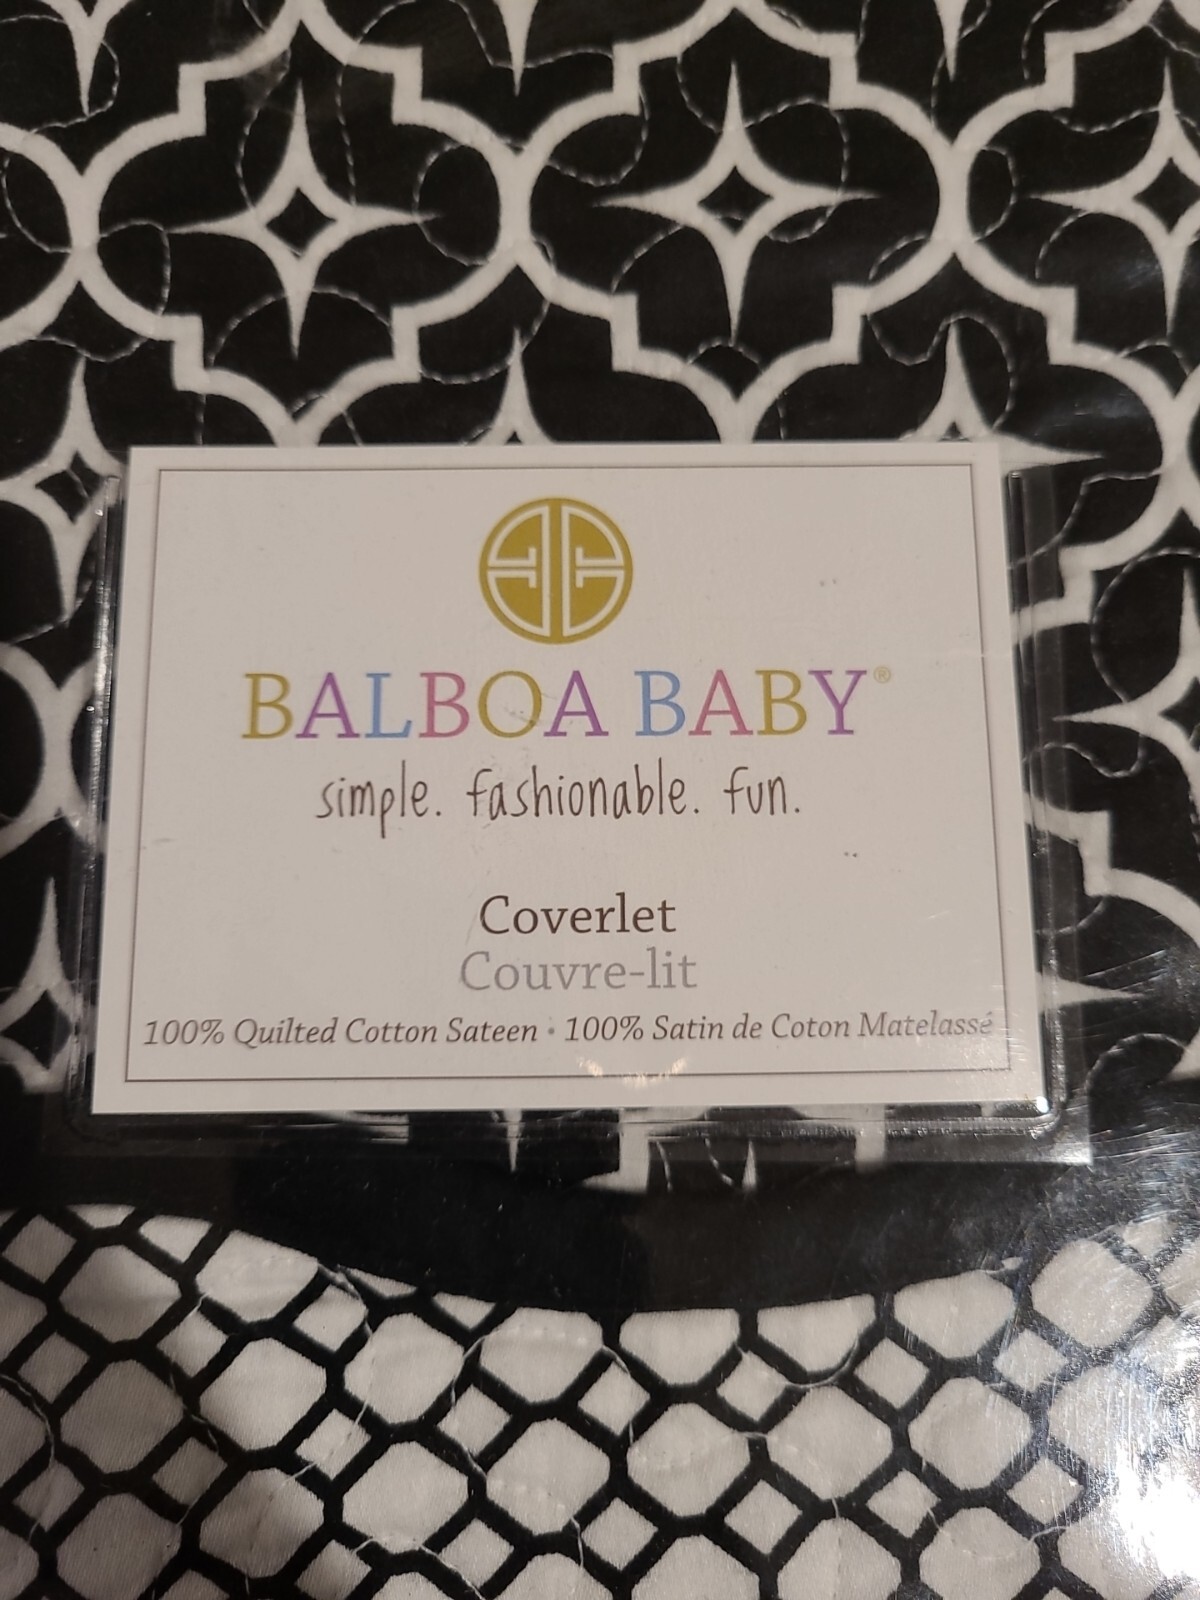 BALBOA BABY®
simple. fashionable. fun.
Coverlet
Couvre-lit
100% Quilted Cotton Sateen • 100% Satin de Coton Matelassé